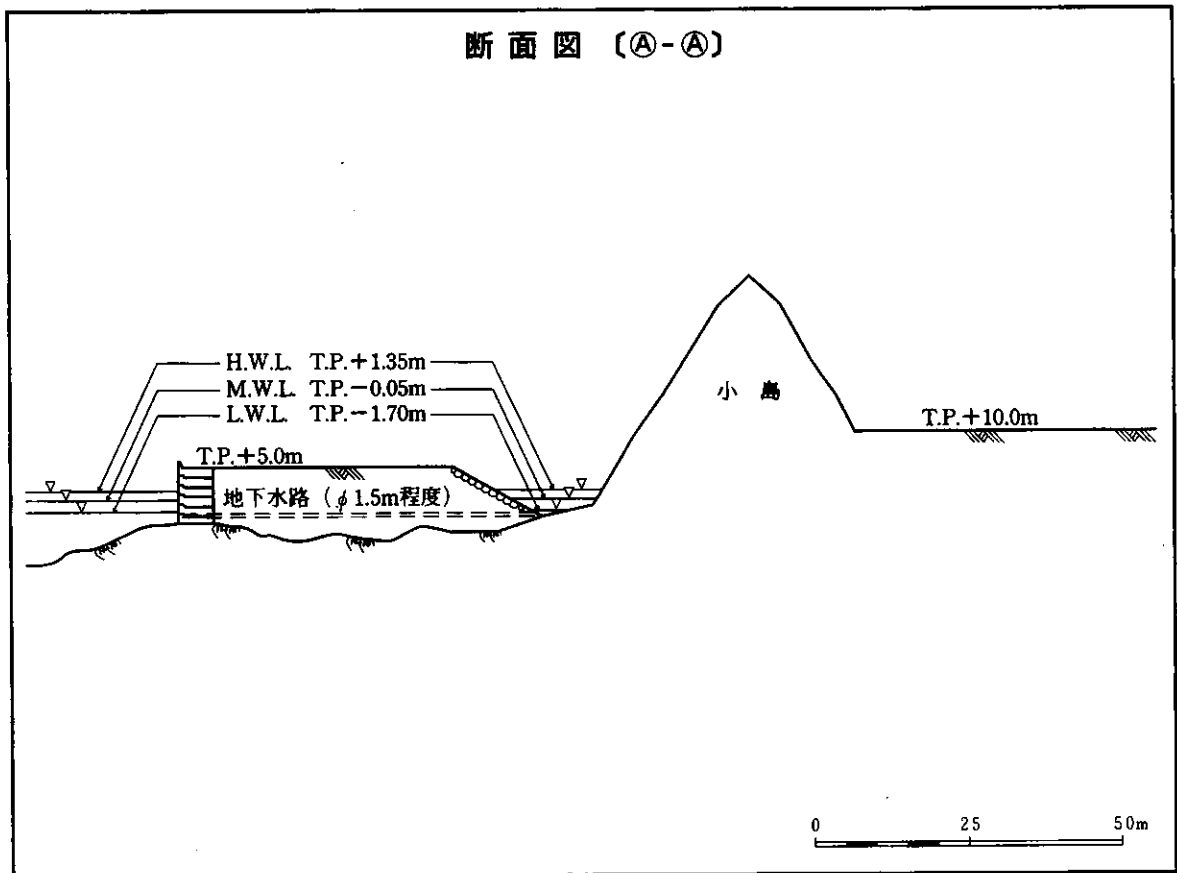 断面図 〔Ⓐ-Ⓐ〕
H.W.L. T.P.+1.35m
M.W.L. T.P.-0.05m
L.W.L. T.P.-1.70m
小島
T.P.+10.0m
T.P.+5.0m
地下水路（φ1.5m程度）
0 25 50m